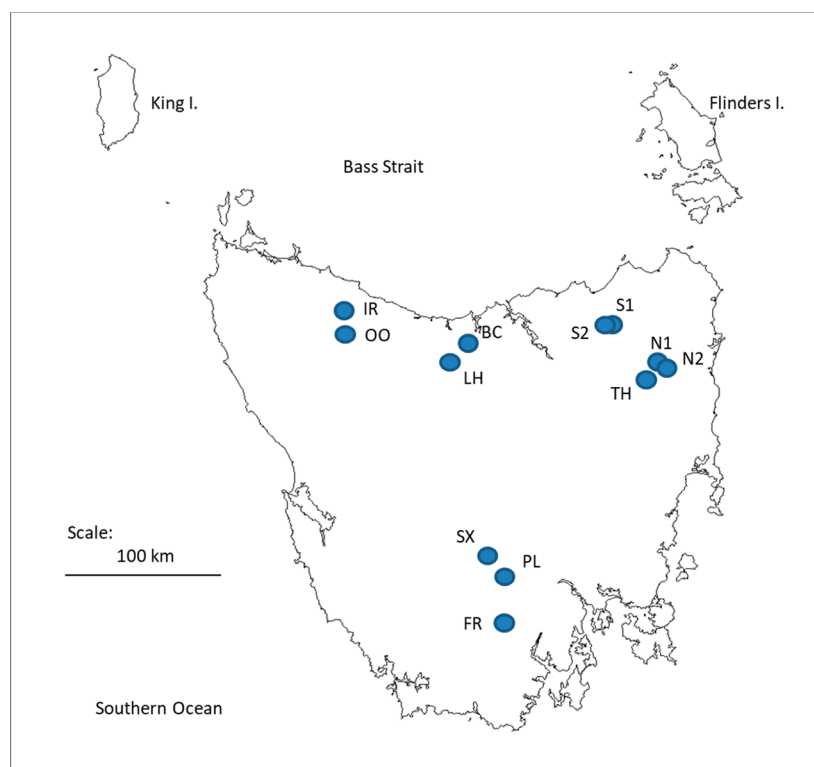 King I.
Flinders I.
Bass Strait
S1
IR
S2
BC
OO
N1
N2
LH
TH
Scale:
SX
100 km
PL
FR
Southern Ocean